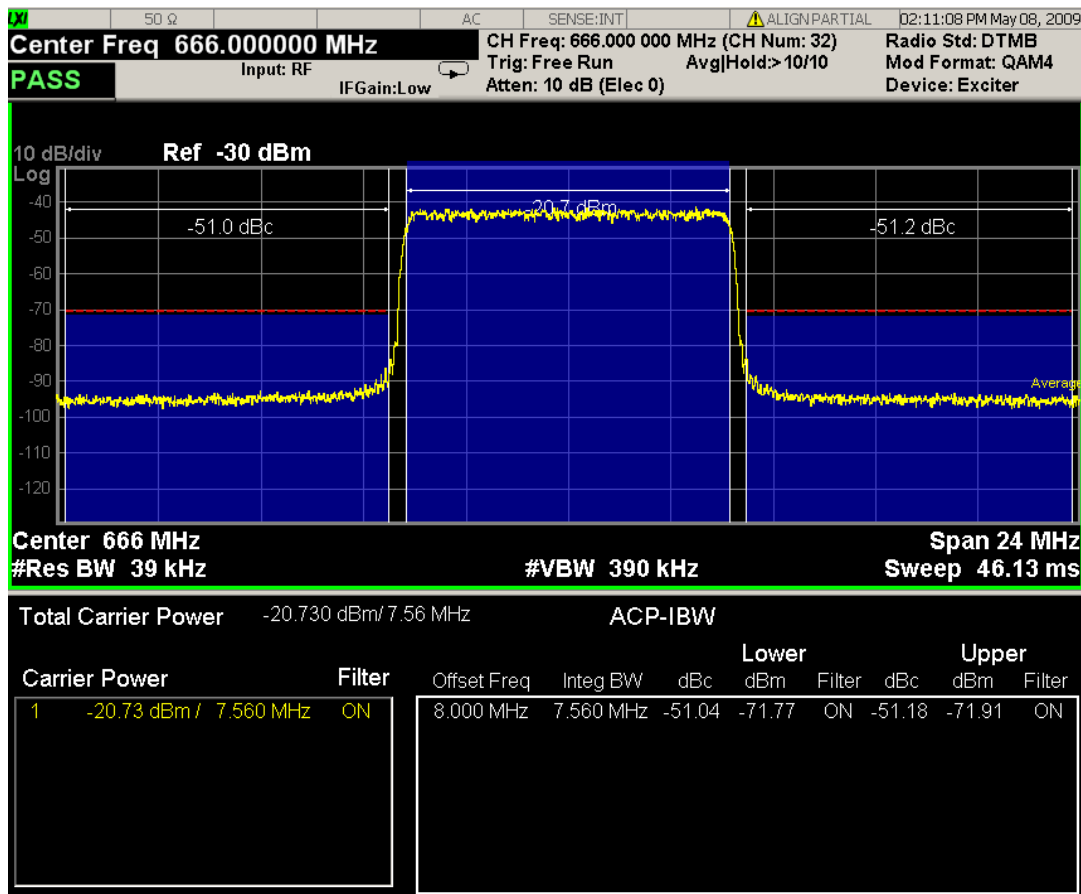 LXI 50 Ω AC SENSE:INT ALIGN PARTIAL 02:11:08 PM May 08, 2009
Center Freq 666.000000 MHz
CH Freq: 666.000 000 MHz (CH Num: 32) Radio Std: DTMB
Input: RF Trig: Free Run Avg|Hold:> 10/10 Mod Format: QAM4
PASS IFGain:Low Atten: 10 dB (Elec 0) Device: Exciter
10 dB/div Ref -30 dBm
Log
-40
-20.7 dBm
-51.0 dBc -51.2 dBc
-50
-60
-70
-80
-90
Average
-100
-110
-120
Center 666 MHz Span 24 MHz
#Res BW 39 kHz #VBW 390 kHz Sweep 46.13 ms
Total Carrier Power -20.730 dBm/ 7.56 MHz ACP-IBW
Lower Upper
Carrier Power Filter Offset Freq Integ BW dBc dBm Filter dBc dBm Filter
1 -20.73 dBm / 7.560 MHz ON 8.000 MHz 7.560 MHz -51.04 -71.77 ON -51.18 -71.91 ON